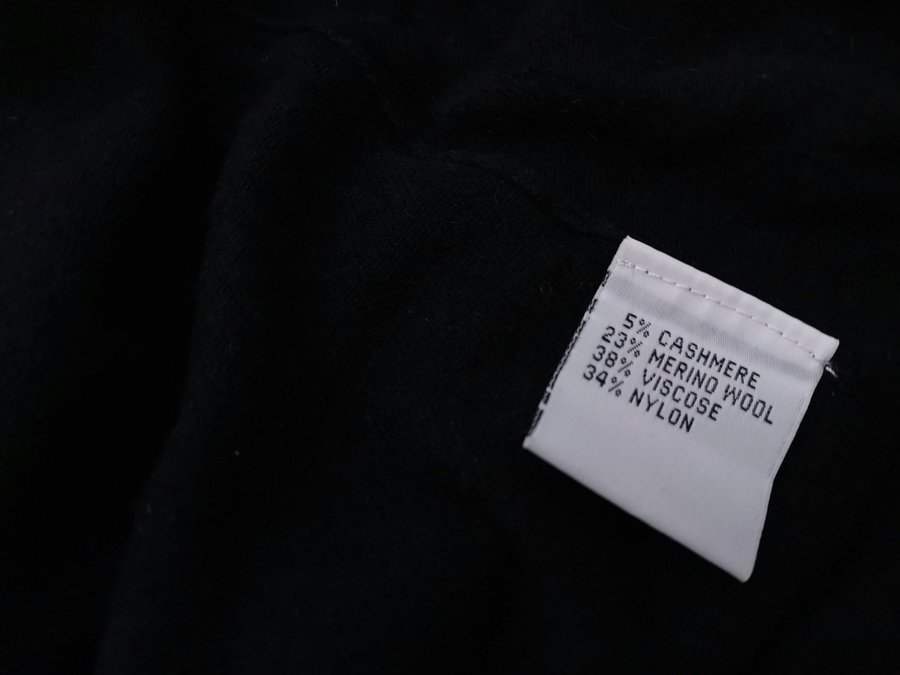 5% CASHMERE
23% MERINO WOOL
38% VISCOSE
34% NYLON